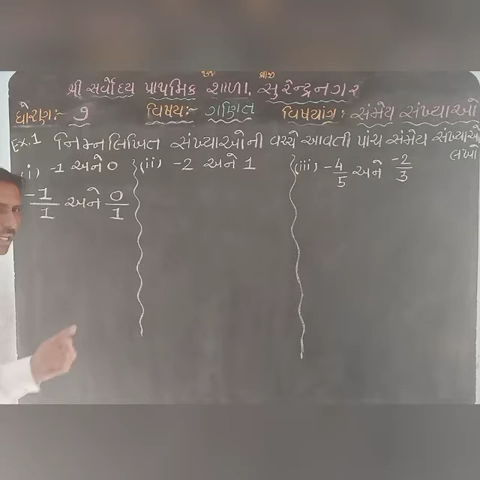 શ્રી સર્વોદય પ્રાથમિક શાળા, સુરેન્દ્રનગર
ધોરણ:- ૭ વિષય:- ગણિત વિષયાંગ: સંમેય સંખ્યાઓ
Ex.1 નિમ્નલિખિત સંખ્યાઓની વચ્ચે આવતી પાંચ સંમેય સંખ્યાઓ લખો
(i) -1 અને 0 (ii) -2 અને 1 (iii) -4/5 અને -2/3
-1/1 અને 0/1